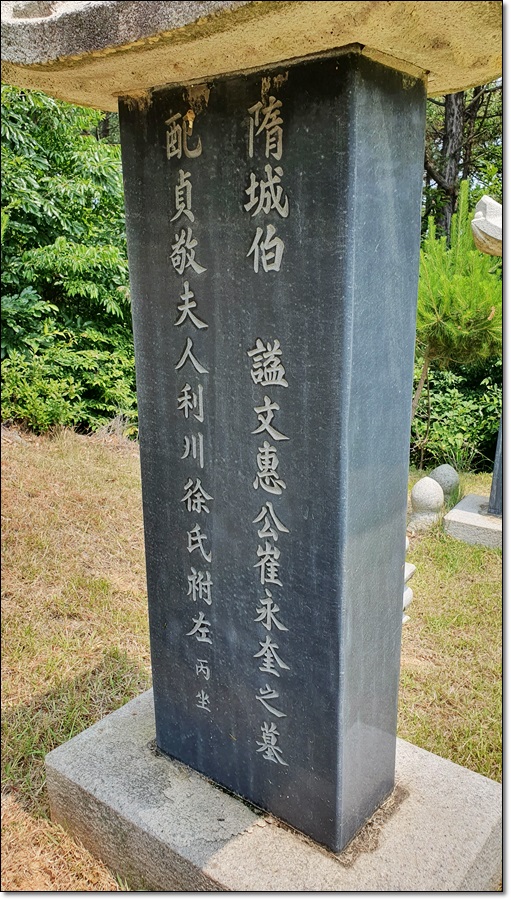 隋城伯 謚文惠公崔永奎之墓
配貞敬夫人利川徐氏祔左 丙坐